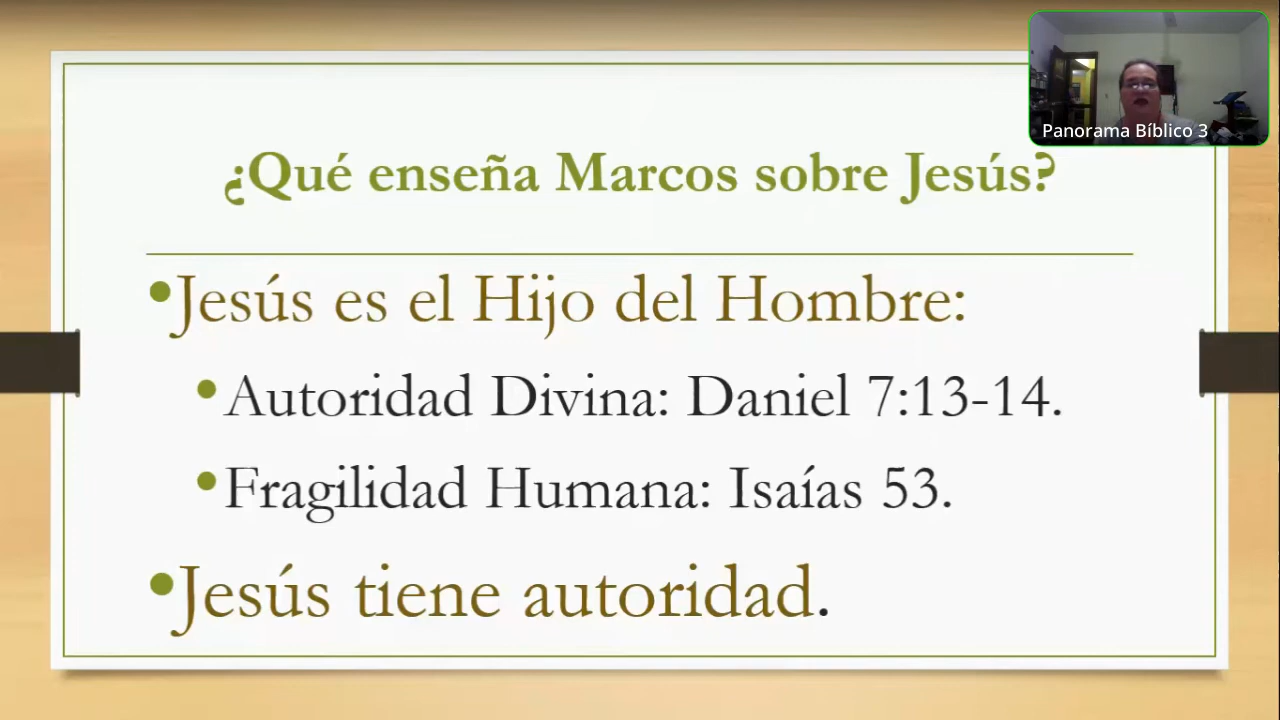 Panorama Bíblico 3
¿Qué enseña Marcos sobre Jesús?
•Jesús es el Hijo del Hombre:
•Autoridad Divina: Daniel 7:13-14.
•Fragilidad Humana: Isaías 53.
•Jesús tiene autoridad.